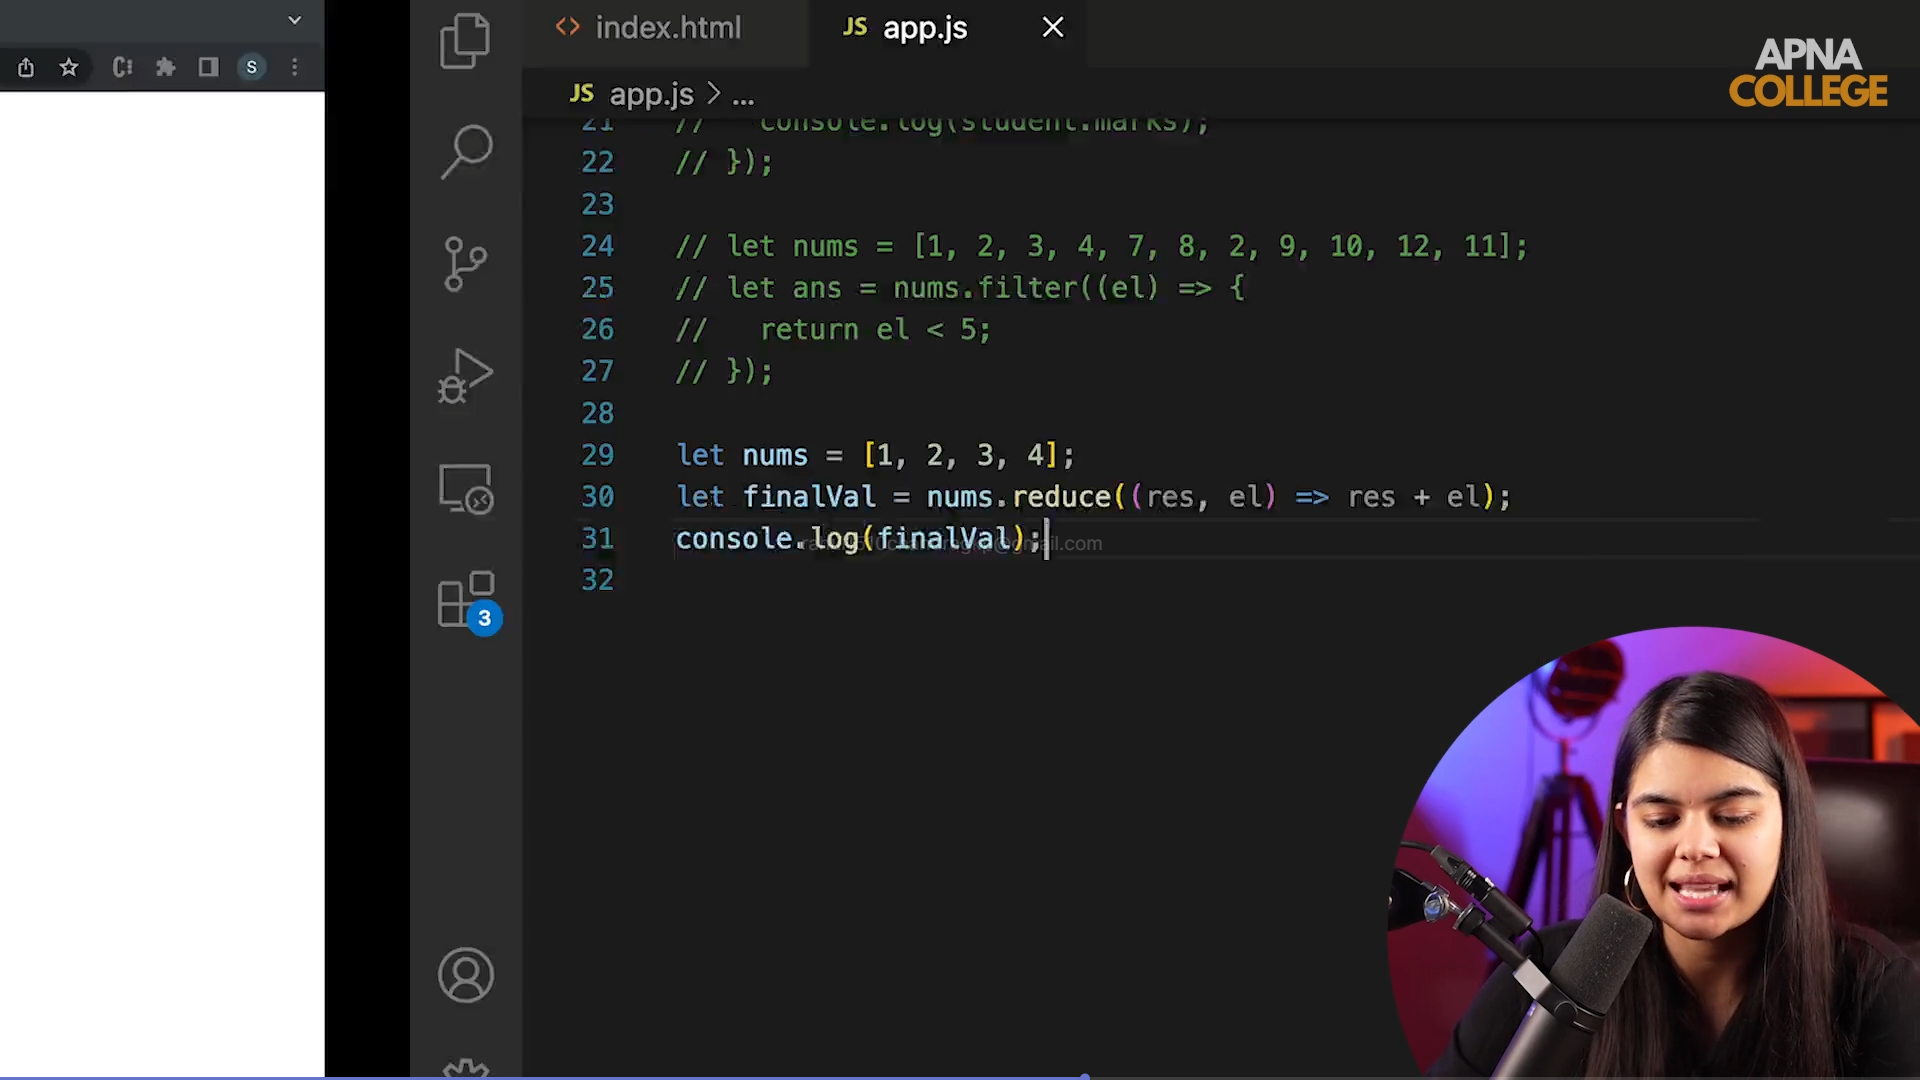 index.html
JS app.js
APNA
COLLEGE
JS app.js > ...
S
21 //   console.log(student.marks);
22 // });
23
24 // let nums = [1, 2, 3, 4, 7, 8, 2, 9, 10, 12, 11];
25 // let ans = nums.filter((el) => {
26 //   return el < 5;
27 // });
28
29 let nums = [1, 2, 3, 4];
30 let finalVal = nums.reduce((res, el) => res + el);
31 console.log(finalVal);
32
3